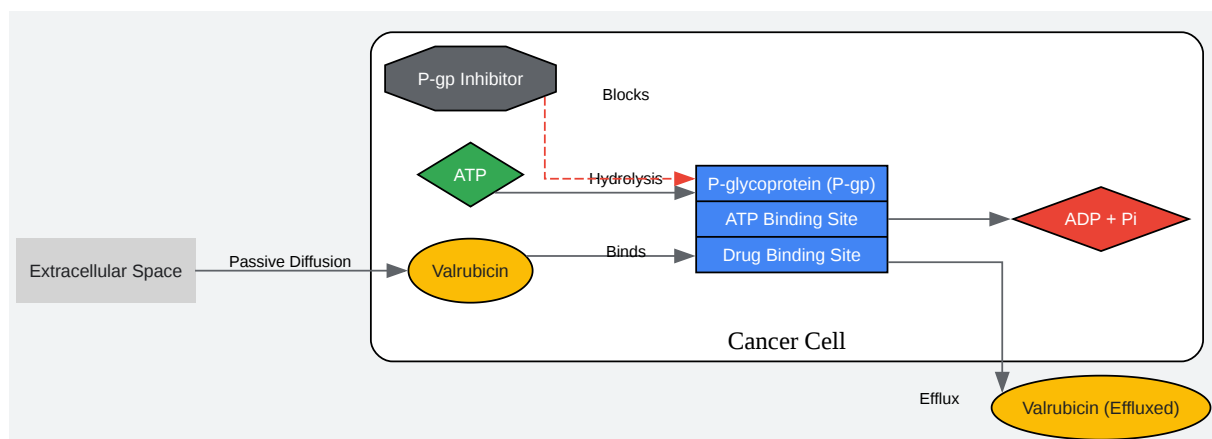 P-gp Inhibitor
Blocks
ATP
Hydrolysis
P-glycoprotein (P-gp)
ATP Binding Site
ADP + Pi
Drug Binding Site
Binds
Extracellular Space
Passive Diffusion
Valrubicin
Cancer Cell
Efflux
Valrubicin (Effluxed)